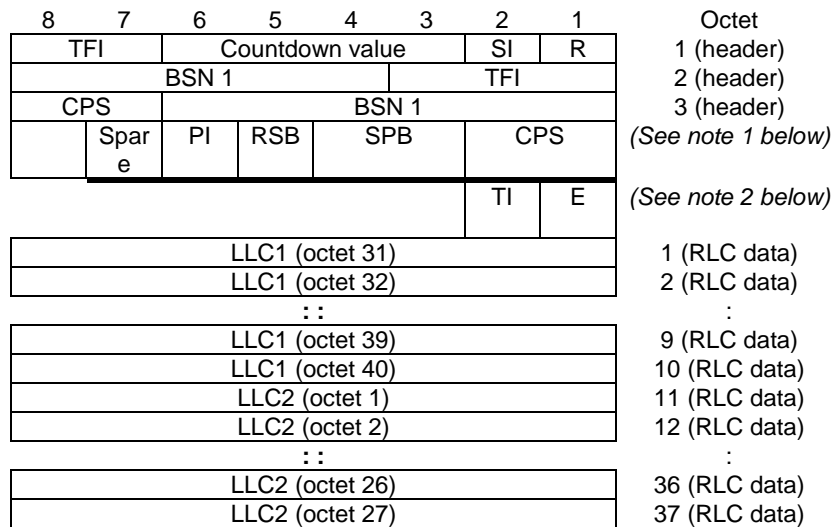 8 7 6 5 4 3 2 1 Octet
TFI Countdown value SI R 1 (header)
BSN 1 TFI 2 (header)
CPS BSN 1 3 (header)
Spar PI RSB SPB CPS (See note 1 below)
e
TI E (See note 2 below)
LLC1 (octet 31) 1 (RLC data)
LLC1 (octet 32) 2 (RLC data)
: : :
LLC1 (octet 39) 9 (RLC data)
LLC1 (octet 40) 10 (RLC data)
LLC2 (octet 1) 11 (RLC data)
LLC2 (octet 2) 12 (RLC data)
: : :
LLC2 (octet 26) 36 (RLC data)
LLC2 (octet 27) 37 (RLC data)